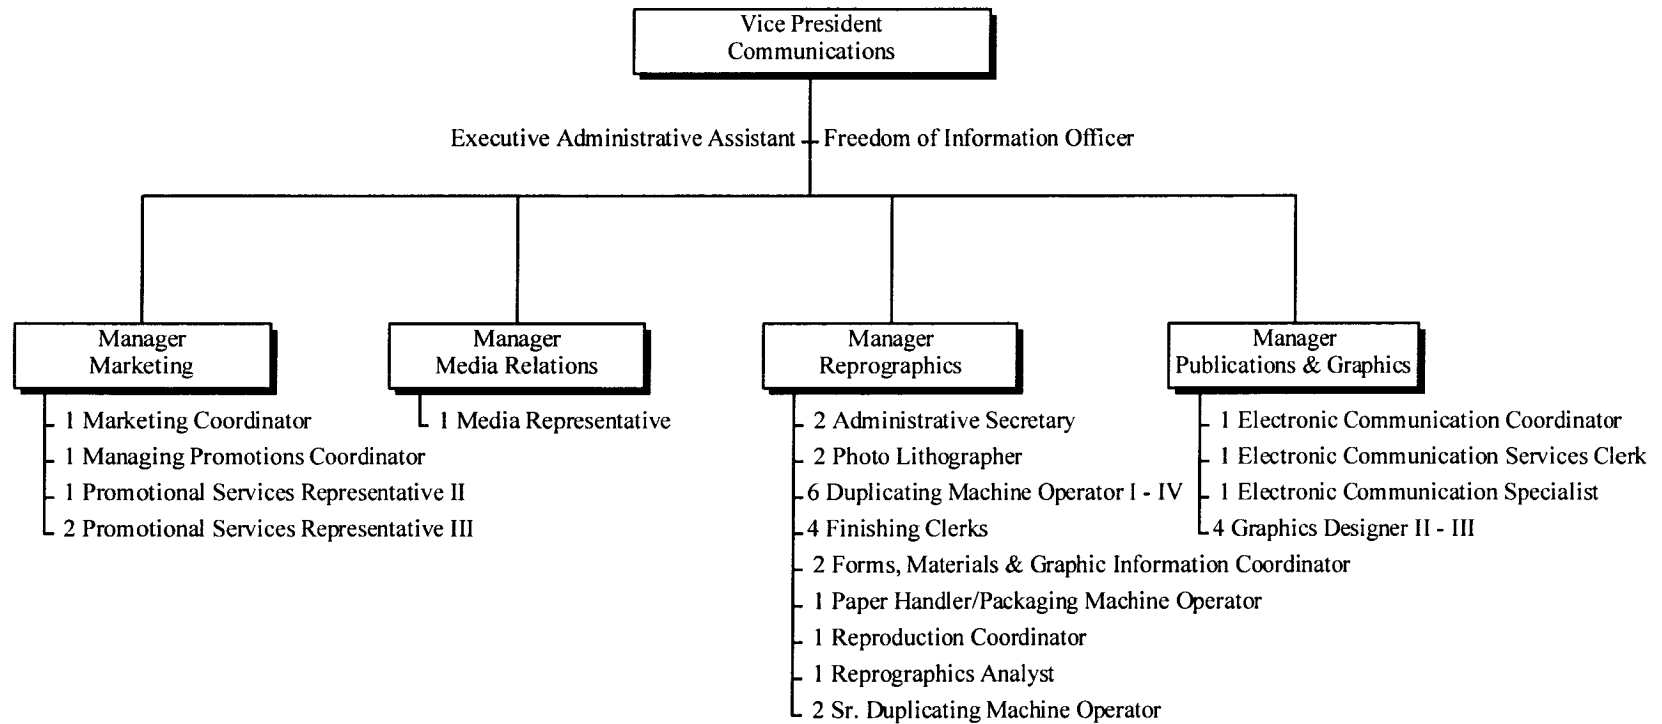 Vice President
Communications
Executive Administrative Assistant
Freedom of Information Officer
Manager
Marketing
1 Marketing Coordinator
1 Managing Promotions Coordinator
1 Promotional Services Representative II
2 Promotional Services Representative III
Manager
Media Relations
1 Media Representative
Manager
Reprographics
2 Administrative Secretary
2 Photo Lithographer
6 Duplicating Machine Operator I - IV
4 Finishing Clerks
2 Forms, Materials & Graphic Information Coordinator
1 Paper Handler/Packaging Machine Operator
1 Reproduction Coordinator
1 Reprographics Analyst
2 Sr. Duplicating Machine Operator
Manager
Publications & Graphics
1 Electronic Communication Coordinator
1 Electronic Communication Services Clerk
1 Electronic Communication Specialist
4 Graphics Designer II - III